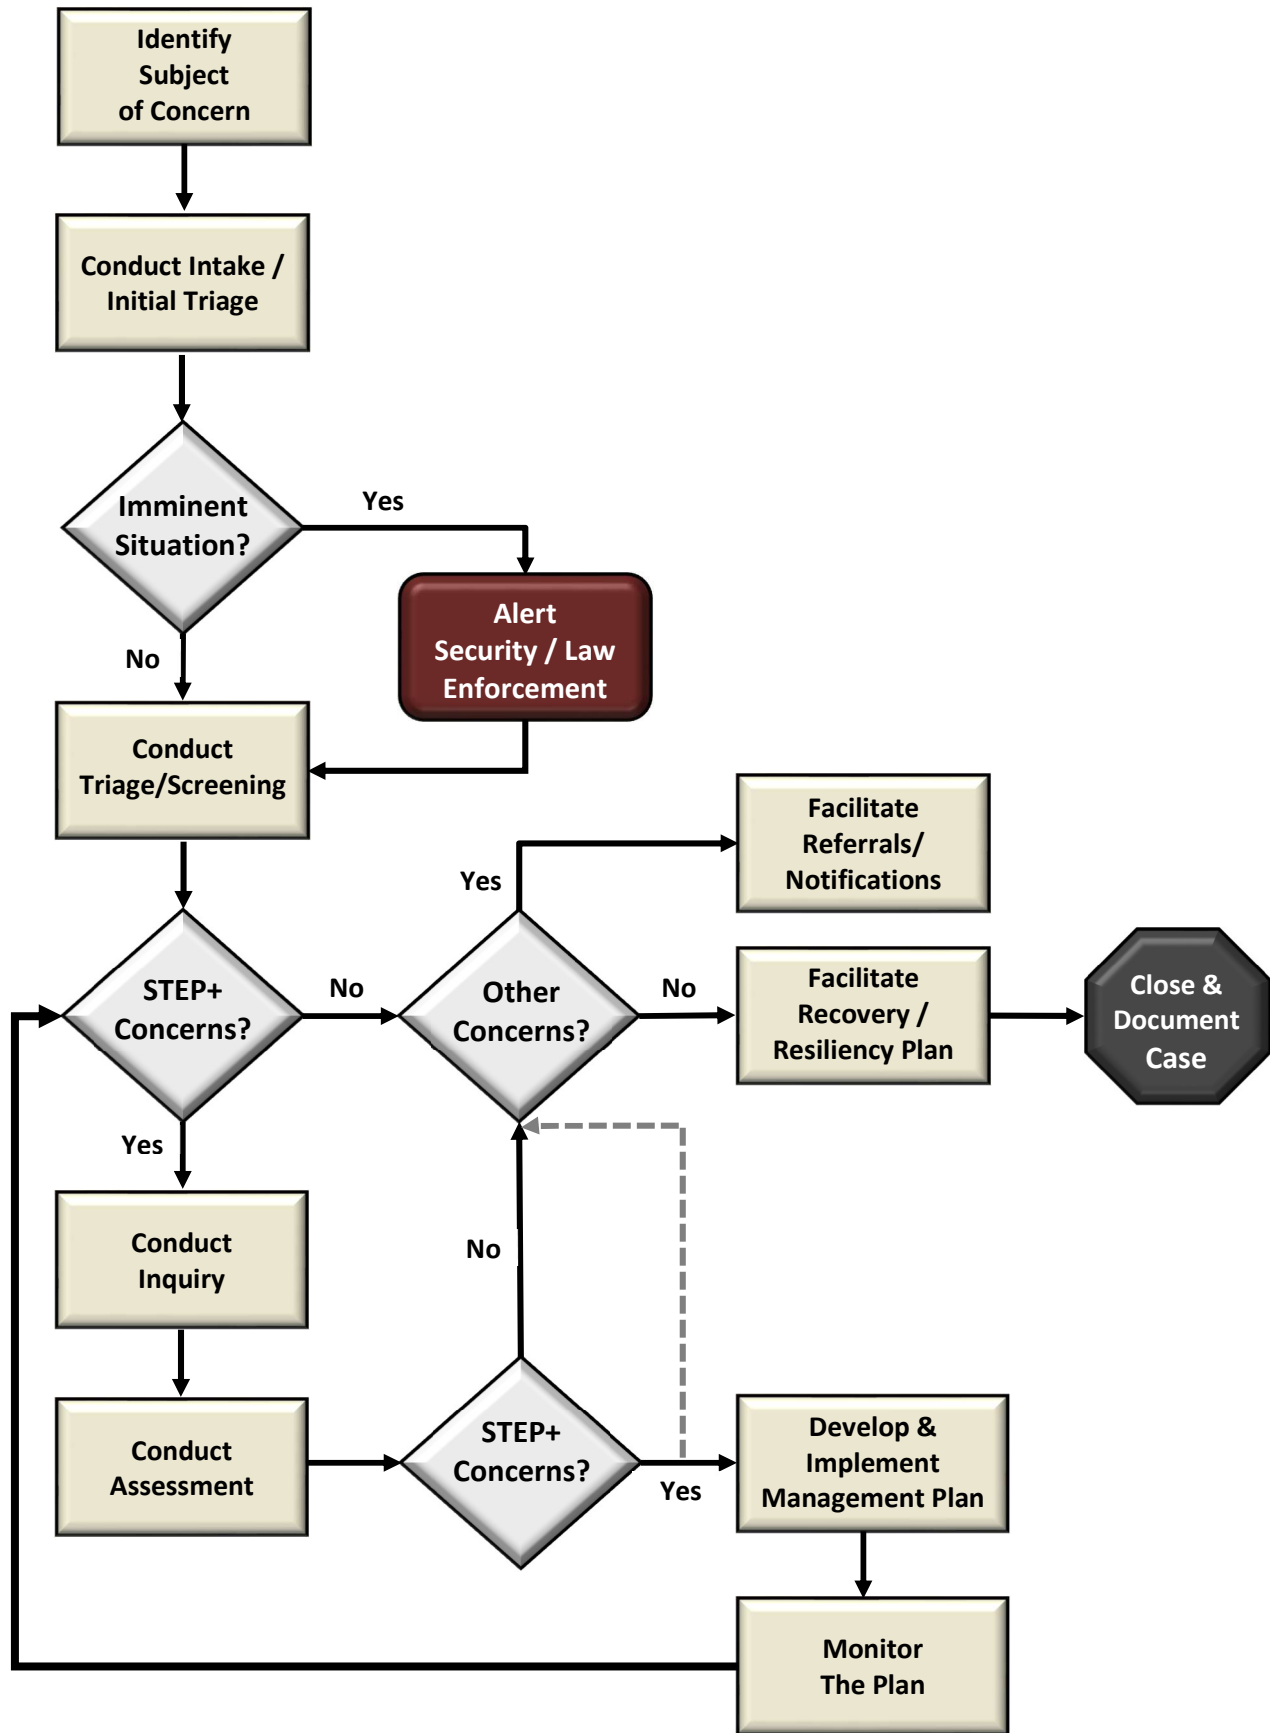 Identify
Subject
of Concern
Conduct Intake /
Initial Triage
Imminent
Situation?
Yes
Alert
Security / Law
Enforcement
No
Conduct
Triage/Screening
Facilitate
Referrals/
Notifications
Yes
STEP+
Concerns?
No
Other
Concerns?
No
Facilitate
Recovery /
Resiliency Plan
Close &
Document
Case
Yes
Conduct
Inquiry
No
Conduct
Assessment
STEP+
Concerns?
Yes
Develop &
Implement
Management Plan
Monitor
The Plan